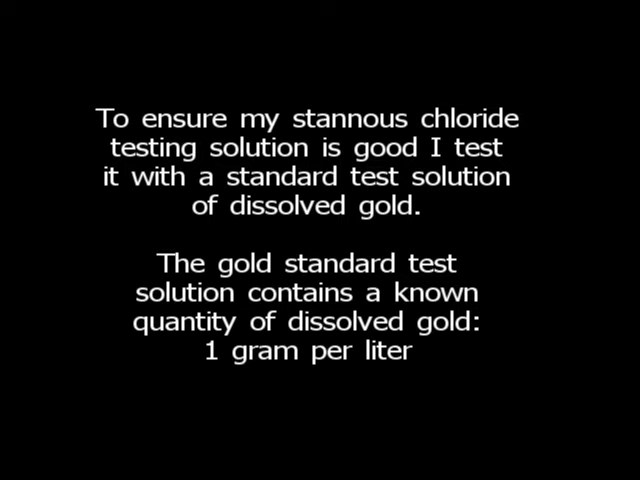 To ensure my stannous chloride
testing solution is good I test
it with a standard test solution
of dissolved gold.
The gold standard test
solution contains a known
quantity of dissolved gold:
1 gram per liter